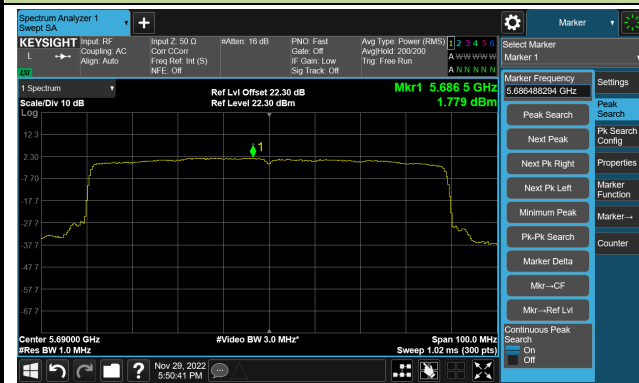 Spectrum Analyzer 1
Swept SA
Marker
KEYSIGHT
L
Input: RF
Coupling: AC
Align: Auto
Input Z: 50 Ω
Corr CCorr
Freq Ref: Int (S)
NFE: Off
#Atten: 16 dB
PNO: Fast
Gate: Off
IF Gain: Low
Sig Track: Off
Avg Type: Power (RMS)
Avg|Hold: 200/200
Trig: Free Run
1 2 3 4 5 6
A W W W W W
A N N N N N
LXI
1 Spectrum
Scale/Div 10 dB
Ref Lvl Offset 22.30 dB
Ref Level 22.30 dBm
Mkr1 5.686 5 GHz
1.779 dBm
Log
12.3
2.30
-7.70
-17.7
-27.7
-37.7
-47.7
-57.7
-67.7
1
Center 5.69000 GHz
#Res BW 1.0 MHz
#Video BW 3.0 MHz*
Span 100.0 MHz
Sweep 1.02 ms (300 pts)
Select Marker
Marker 1
Marker Frequency
5.686488294 GHz
Peak Search
Next Peak
Next Pk Right
Next Pk Left
Minimum Peak
Pk-Pk Search
Marker Delta
Mkr→CF
Mkr→Ref Lvl
Continuous Peak
Search
On
Off
Settings
Peak
Search
Pk Search
Config
Properties
Marker
Function
Marker→
Counter
?
Nov 29, 2022
5:50:41 PM